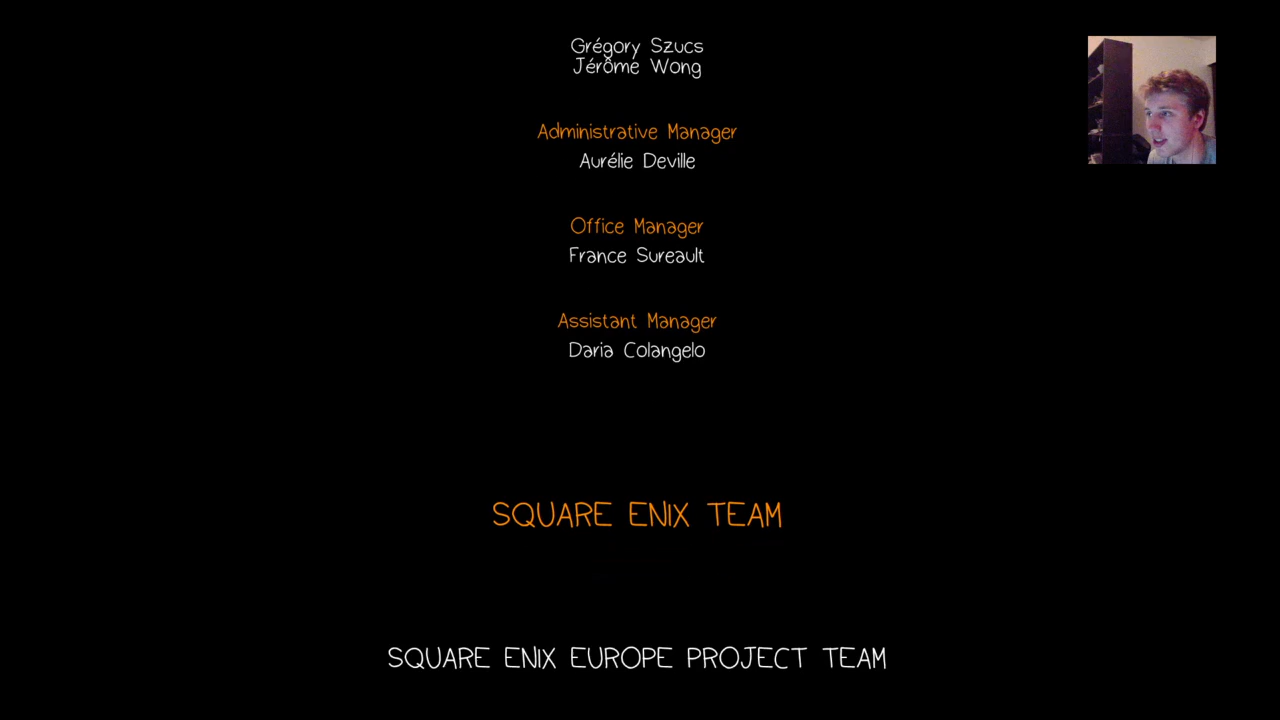 Grégory Szucs
Jérôme Wong
Administrative Manager
Aurélie Deville
Office Manager
France Sureault
Assistant Manager
Daria Colangelo
SQUARE ENIX TEAM
SQUARE ENIX EUROPE PROJECT TEAM